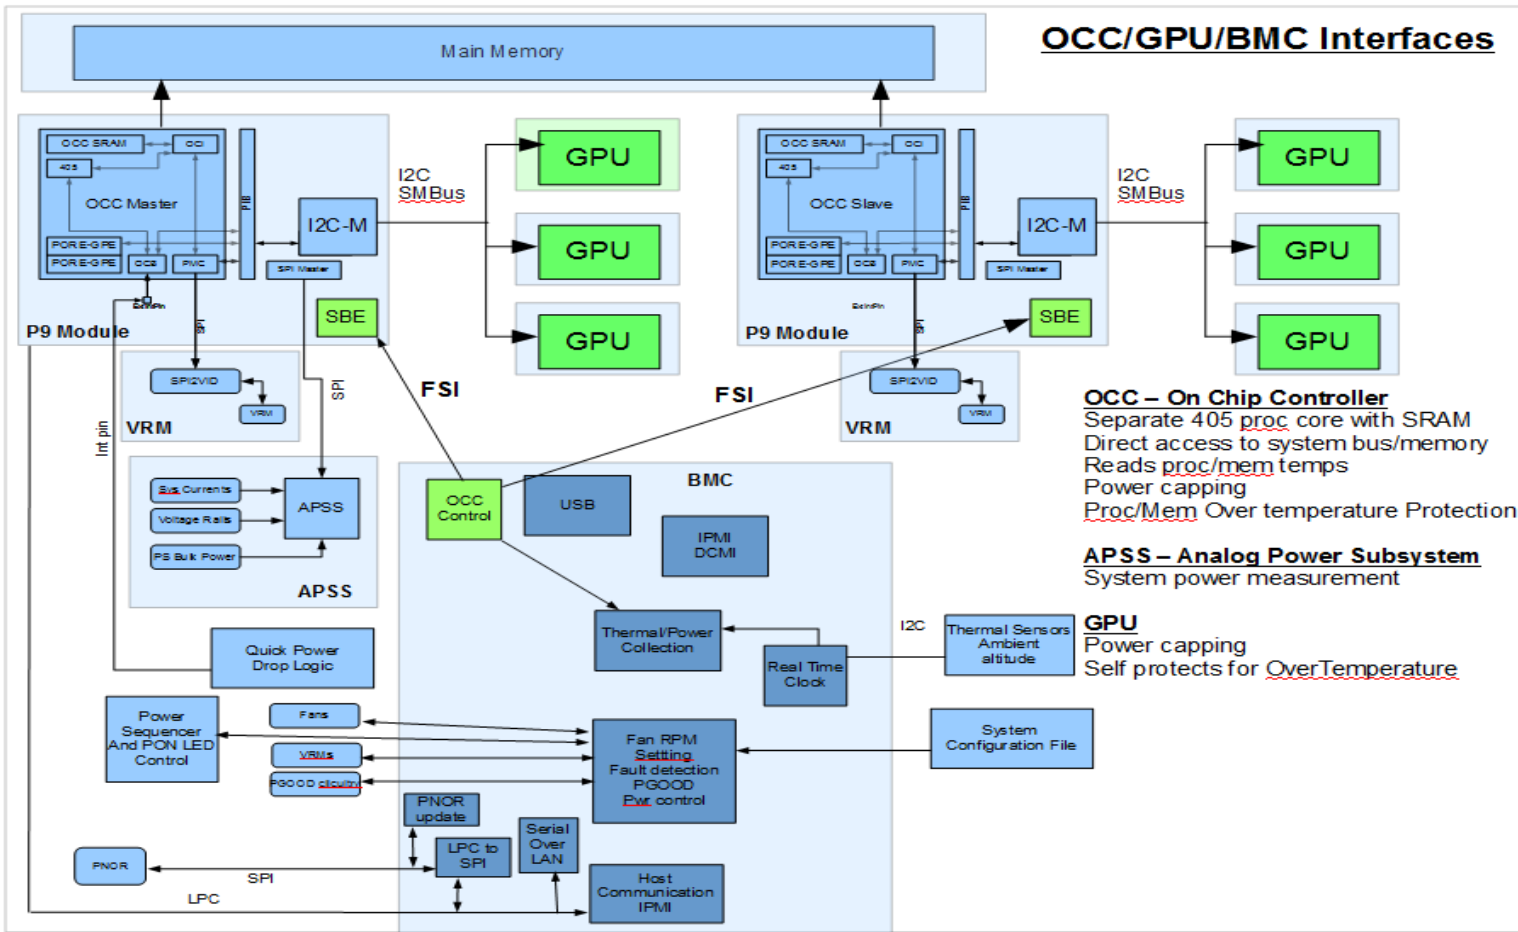 OCC/GPU/BMC Interfaces
Main Memory
OCC SRAM
OCI
405
OCC Master
PIB
PORE-GPE
PORE-GPE
OCB
PMC
I2C-M
SPI Master
SBE
P9 Module
SPI
I2C
SMBus
GPU
GPU
GPU
OCC SRAM
OCI
405
OCC Slave
PIB
PORE-GPE
PORE-GPE
OCB
PMC
I2C-M
SPI Master
SBE
P9 Module
SPI
I2C
SMBus
GPU
GPU
GPU
SPI2VID
VRM
VRM
SPI
Int pin
FSI
FSI
SPI2VID
VRM
VRM
OCC – On Chip Controller
Separate 405 proc core with SRAM
Direct access to system bus/memory
Reads proc/mem temps
Power capping
Proc/Mem Over temperature Protection
APSS – Analog Power Subsystem
System power measurement
GPU
Power capping
Self protects for OverTemperature
Sys Currents
Voltage Rails
PS Bulk Power
APSS
APSS
BMC
OCC
Control
USB
IPMI
DCMI
Thermal/Power
Collection
Real Time
Clock
I2C
Thermal Sensors
Ambient
altitude
Quick Power
Drop Logic
Power
Sequencer
And PON LED
Control
Fans
VRMs
PGOOD circuitry
Fan RPM
Settting
Fault detection
PGOOD
Pwr control
System
Configuration File
PNOR
update
LPC to
SPI
Serial
Over
LAN
PNOR
SPI
LPC
Host
Communication
IPMI